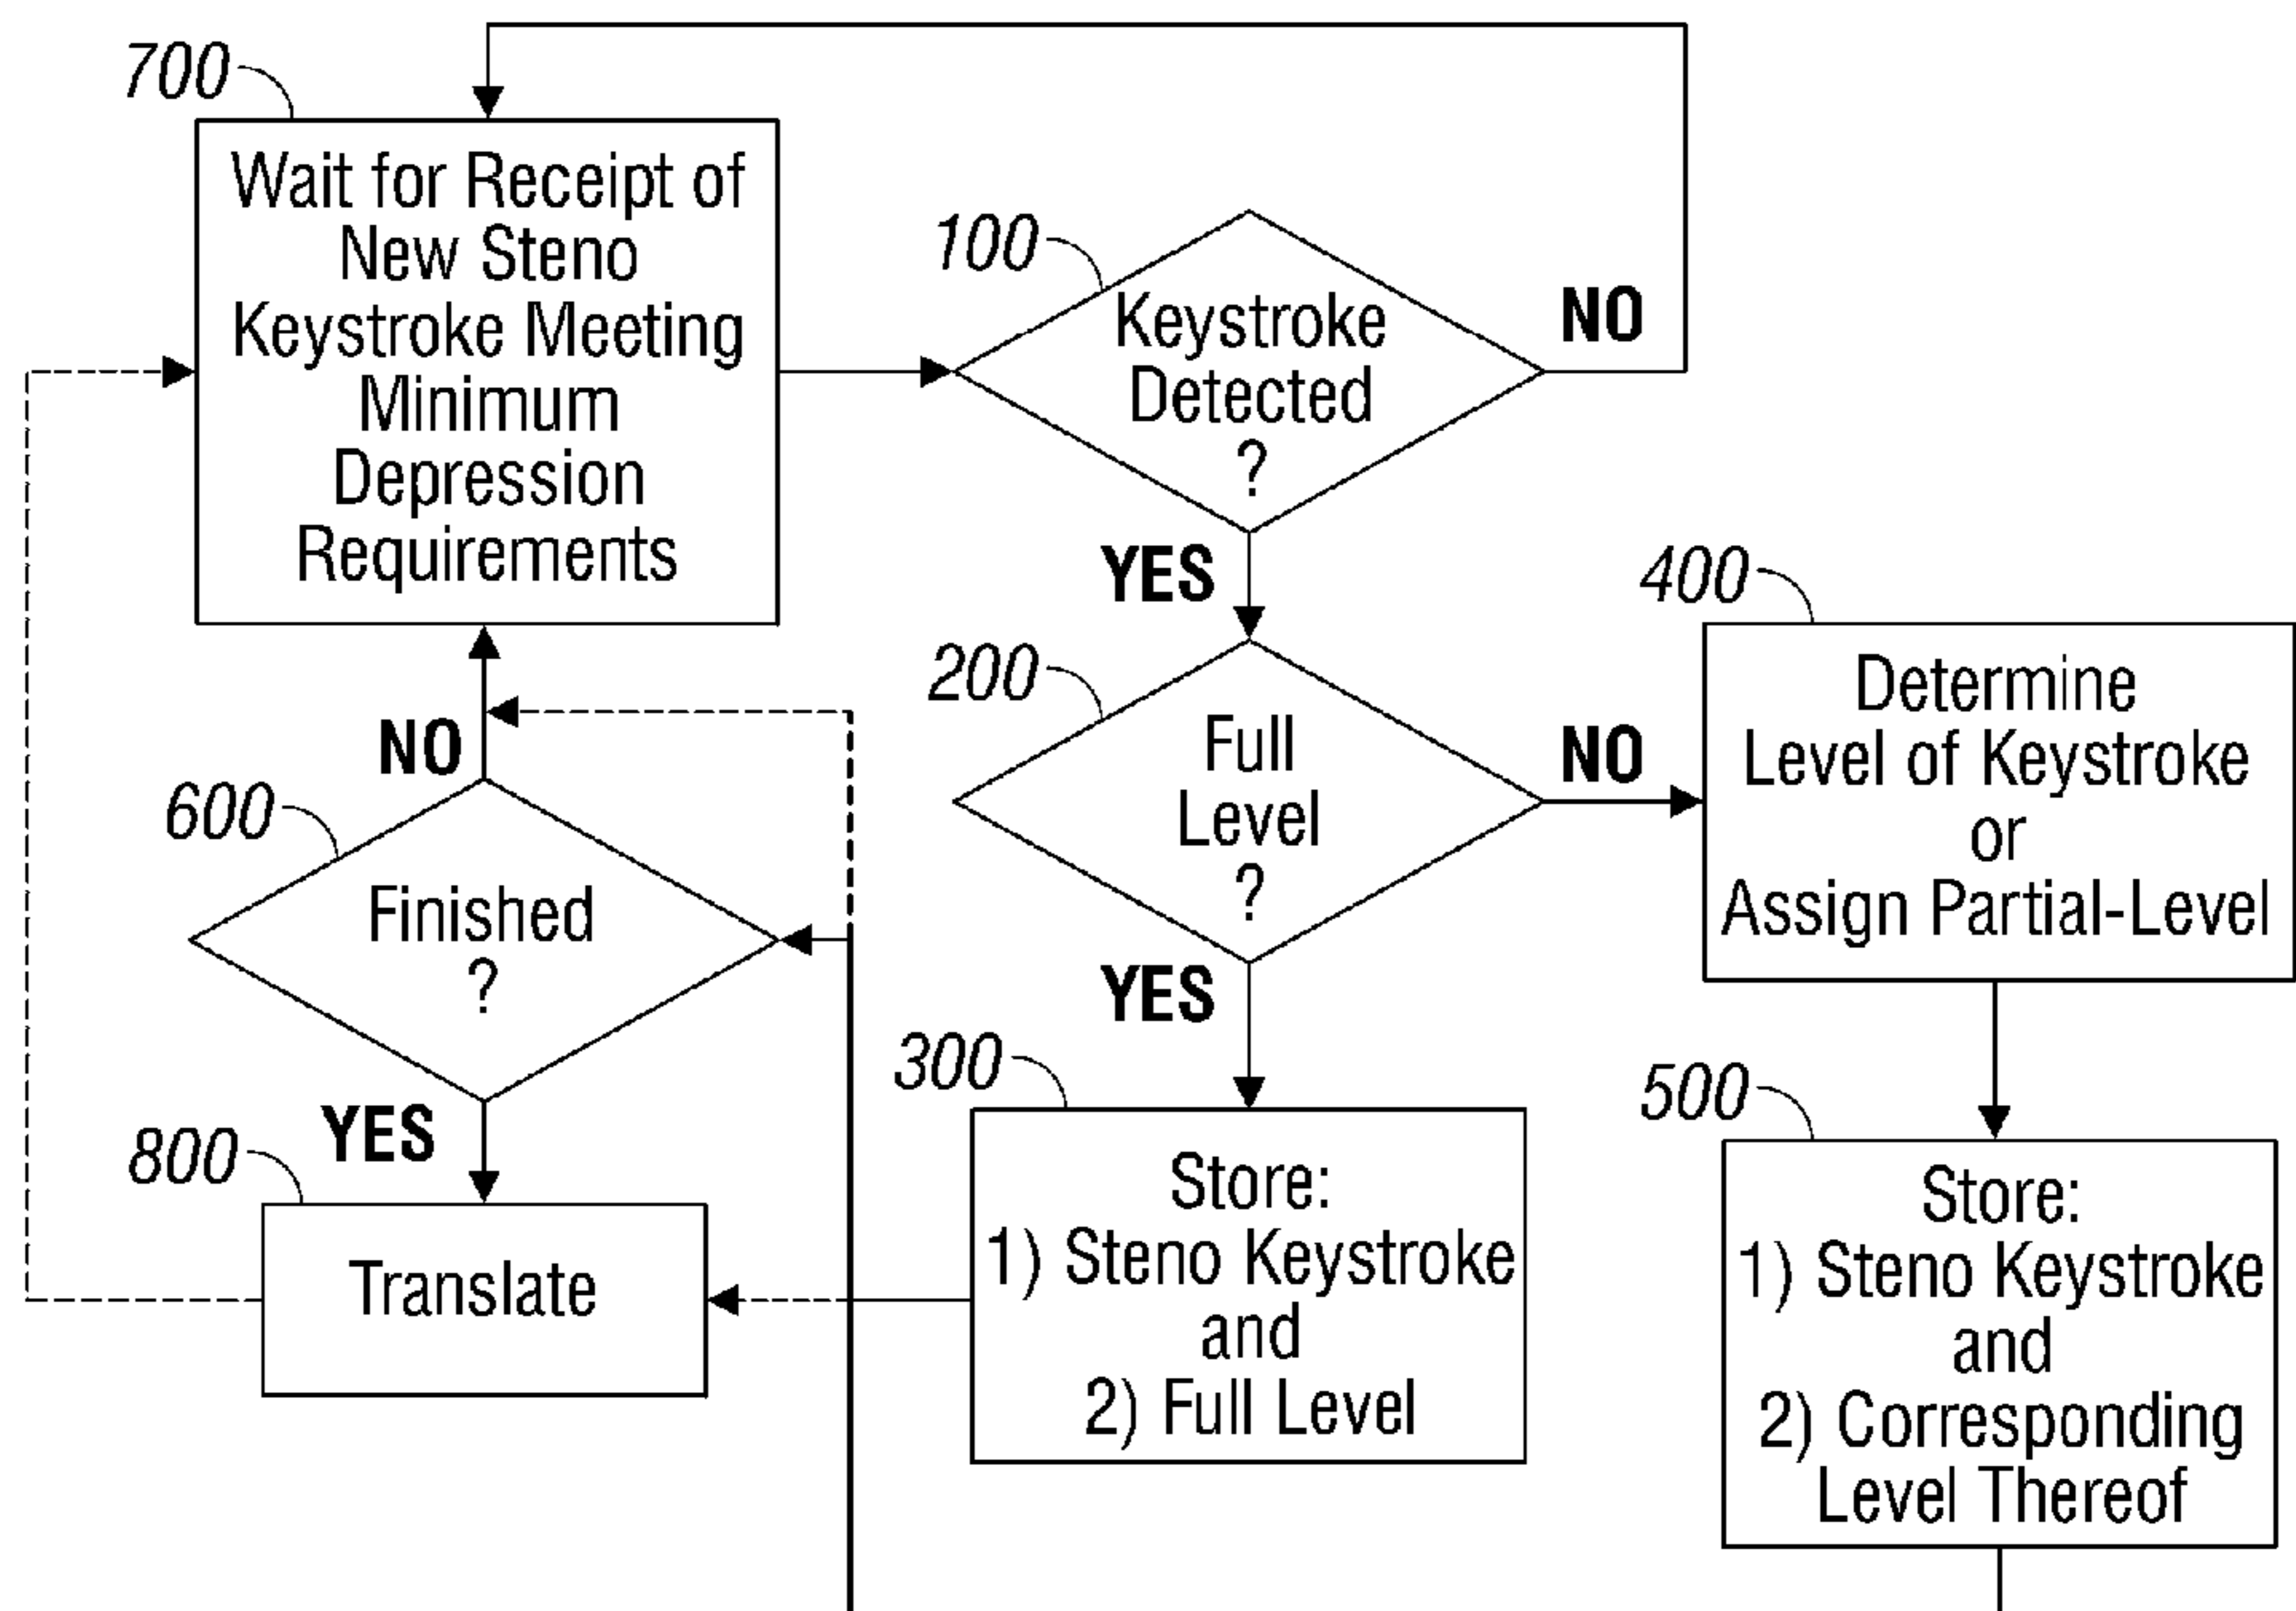 700
Wait for Receipt of
New Steno
Keystroke Meeting
Minimum
Depression
Requirements
100
Keystroke
Detected
?
NO
YES
200
Full
Level
?
NO
YES
400
Determine
Level of Keystroke
or
Assign Partial-Level
600
Finished
?
NO
YES
800
Translate
300
Store:
1) Steno Keystroke
and
2) Full Level
500
Store:
1) Steno Keystroke
and
2) Corresponding
Level Thereof